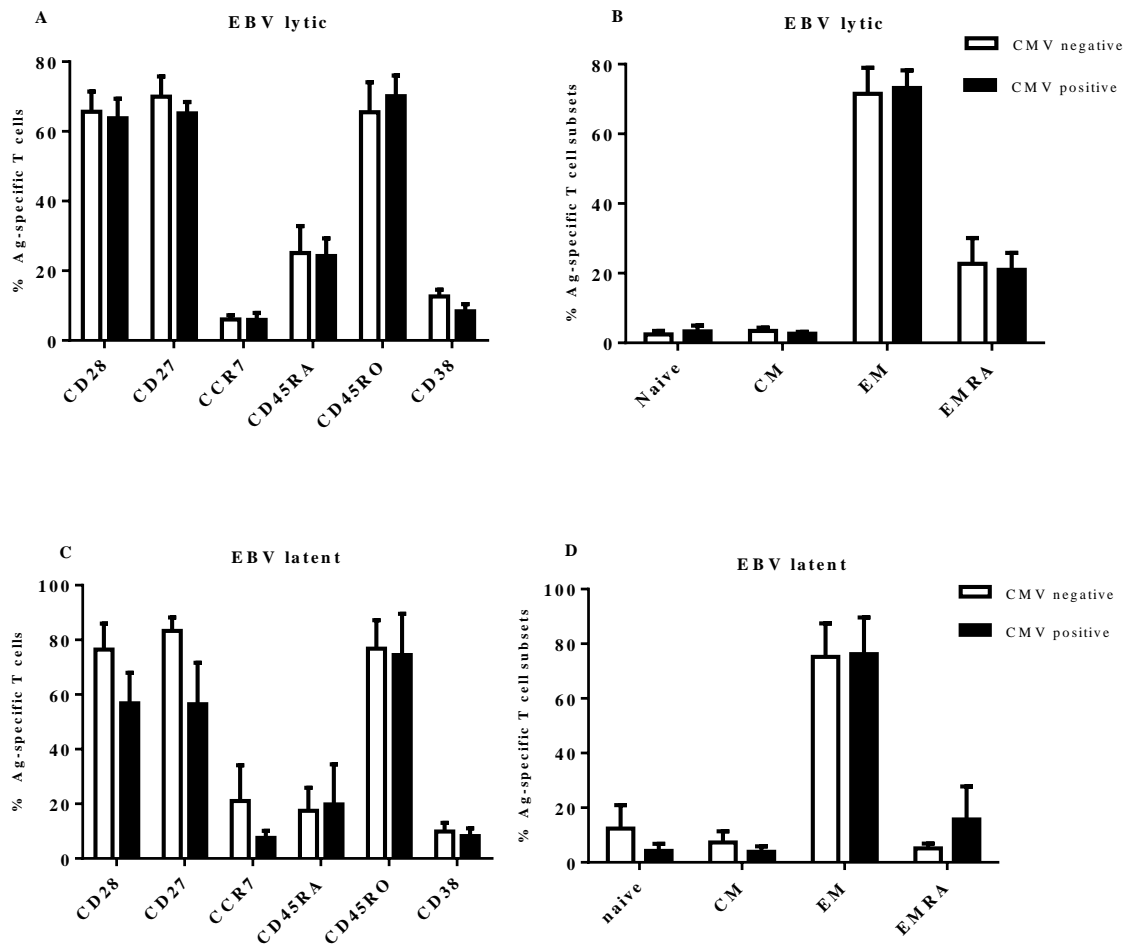 A
EBV lytic
% Ag-specific T cells
80
60
40
20
0
CD28
CD27
CCR7
CD45RA
CD45RO
CD38
B
EBV lytic
CMV negative
CMV positive
% Ag-specific T cell subsets
80
60
40
20
0
Naive
CM
EM
EMRA
C
EBV latent
% Ag-specific T cells
100
80
60
40
20
0
CD28
CD27
CCR7
CD45RA
CD45RO
CD38
D
EBV latent
CMV negative
CMV positive
% Ag-specific T cell subsets
100
80
60
40
20
0
naive
CM
EM
EMRA